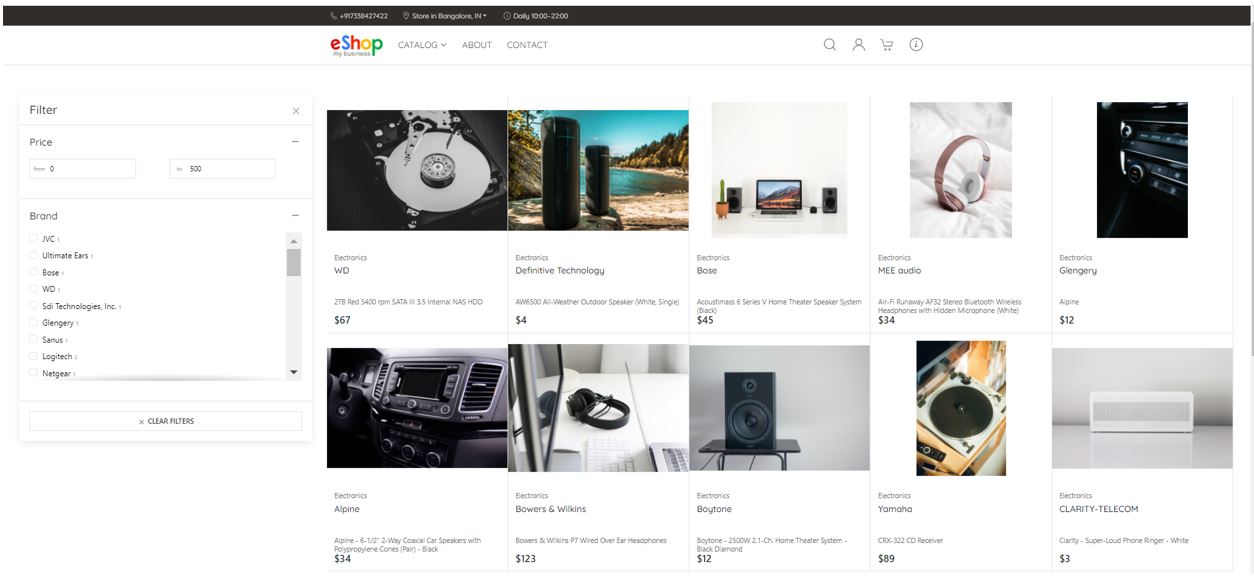 +917338427422 Store in Bangalore, IN Daily 10:00–22:00
eShop
my business
CATALOG ABOUT CONTACT
Filter
Price
from 0 to 500
Brand
JVC 1
Ultimate Ears 1
Bose 1
WD 1
Sdi Technologies, Inc. 1
Glengery 1
Sanus 1
Logitech 2
Netgear 1
CLEAR FILTERS
Electronics
WD
2TB Red 5400 rpm SATA III 3.5 Internal NAS HDD
$67
Electronics
Definitive Technology
AW6500 All-Weather Outdoor Speaker (White, Single)
$4
Electronics
Bose
Acoustimass 6 Series V Home Theater Speaker System
(Black)
$45
Electronics
MEE audio
Air-Fi Runaway AF32 Stereo Bluetooth Wireless
Headphones with Hidden Microphone (White)
$34
Electronics
Glengery
Alpine
$12
Electronics
Alpine
Alpine - 6-1/2" 2-Way Coaxial Car Speakers with
Polypropylene Cones (Pair) - Black
$34
Electronics
Bowers & Wilkins
Bowers & Wilkins P7 Wired Over Ear Headphones
$123
Electronics
Boytone
Boytone - 2500W 2.1-Ch. Home Theater System -
Black Diamond
$12
Electronics
Yamaha
CRX-322 CD Receiver
$89
Electronics
CLARITY-TELECOM
Clarity - Super-Loud Phone Ringer - White
$3